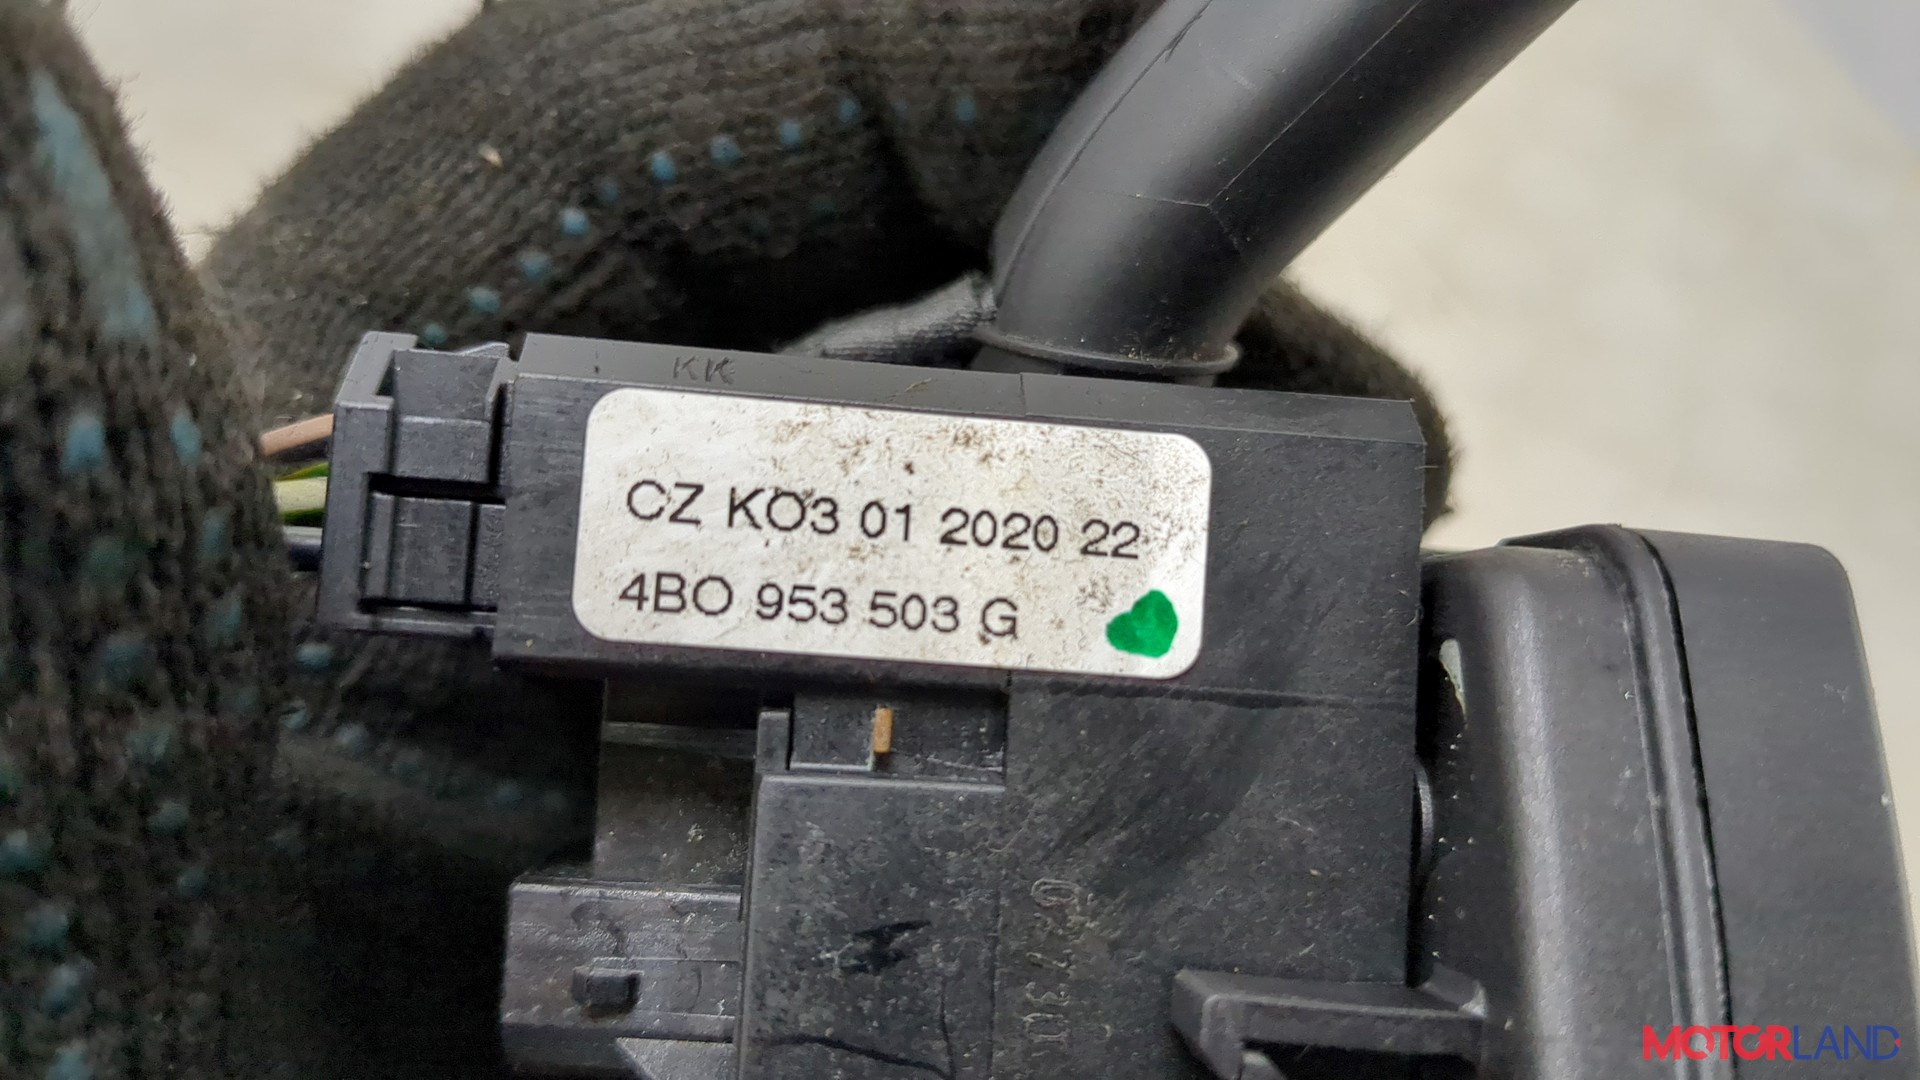 KK
CZ KO3 01 2020 22
4BO 953 503 G
MOTORLAND